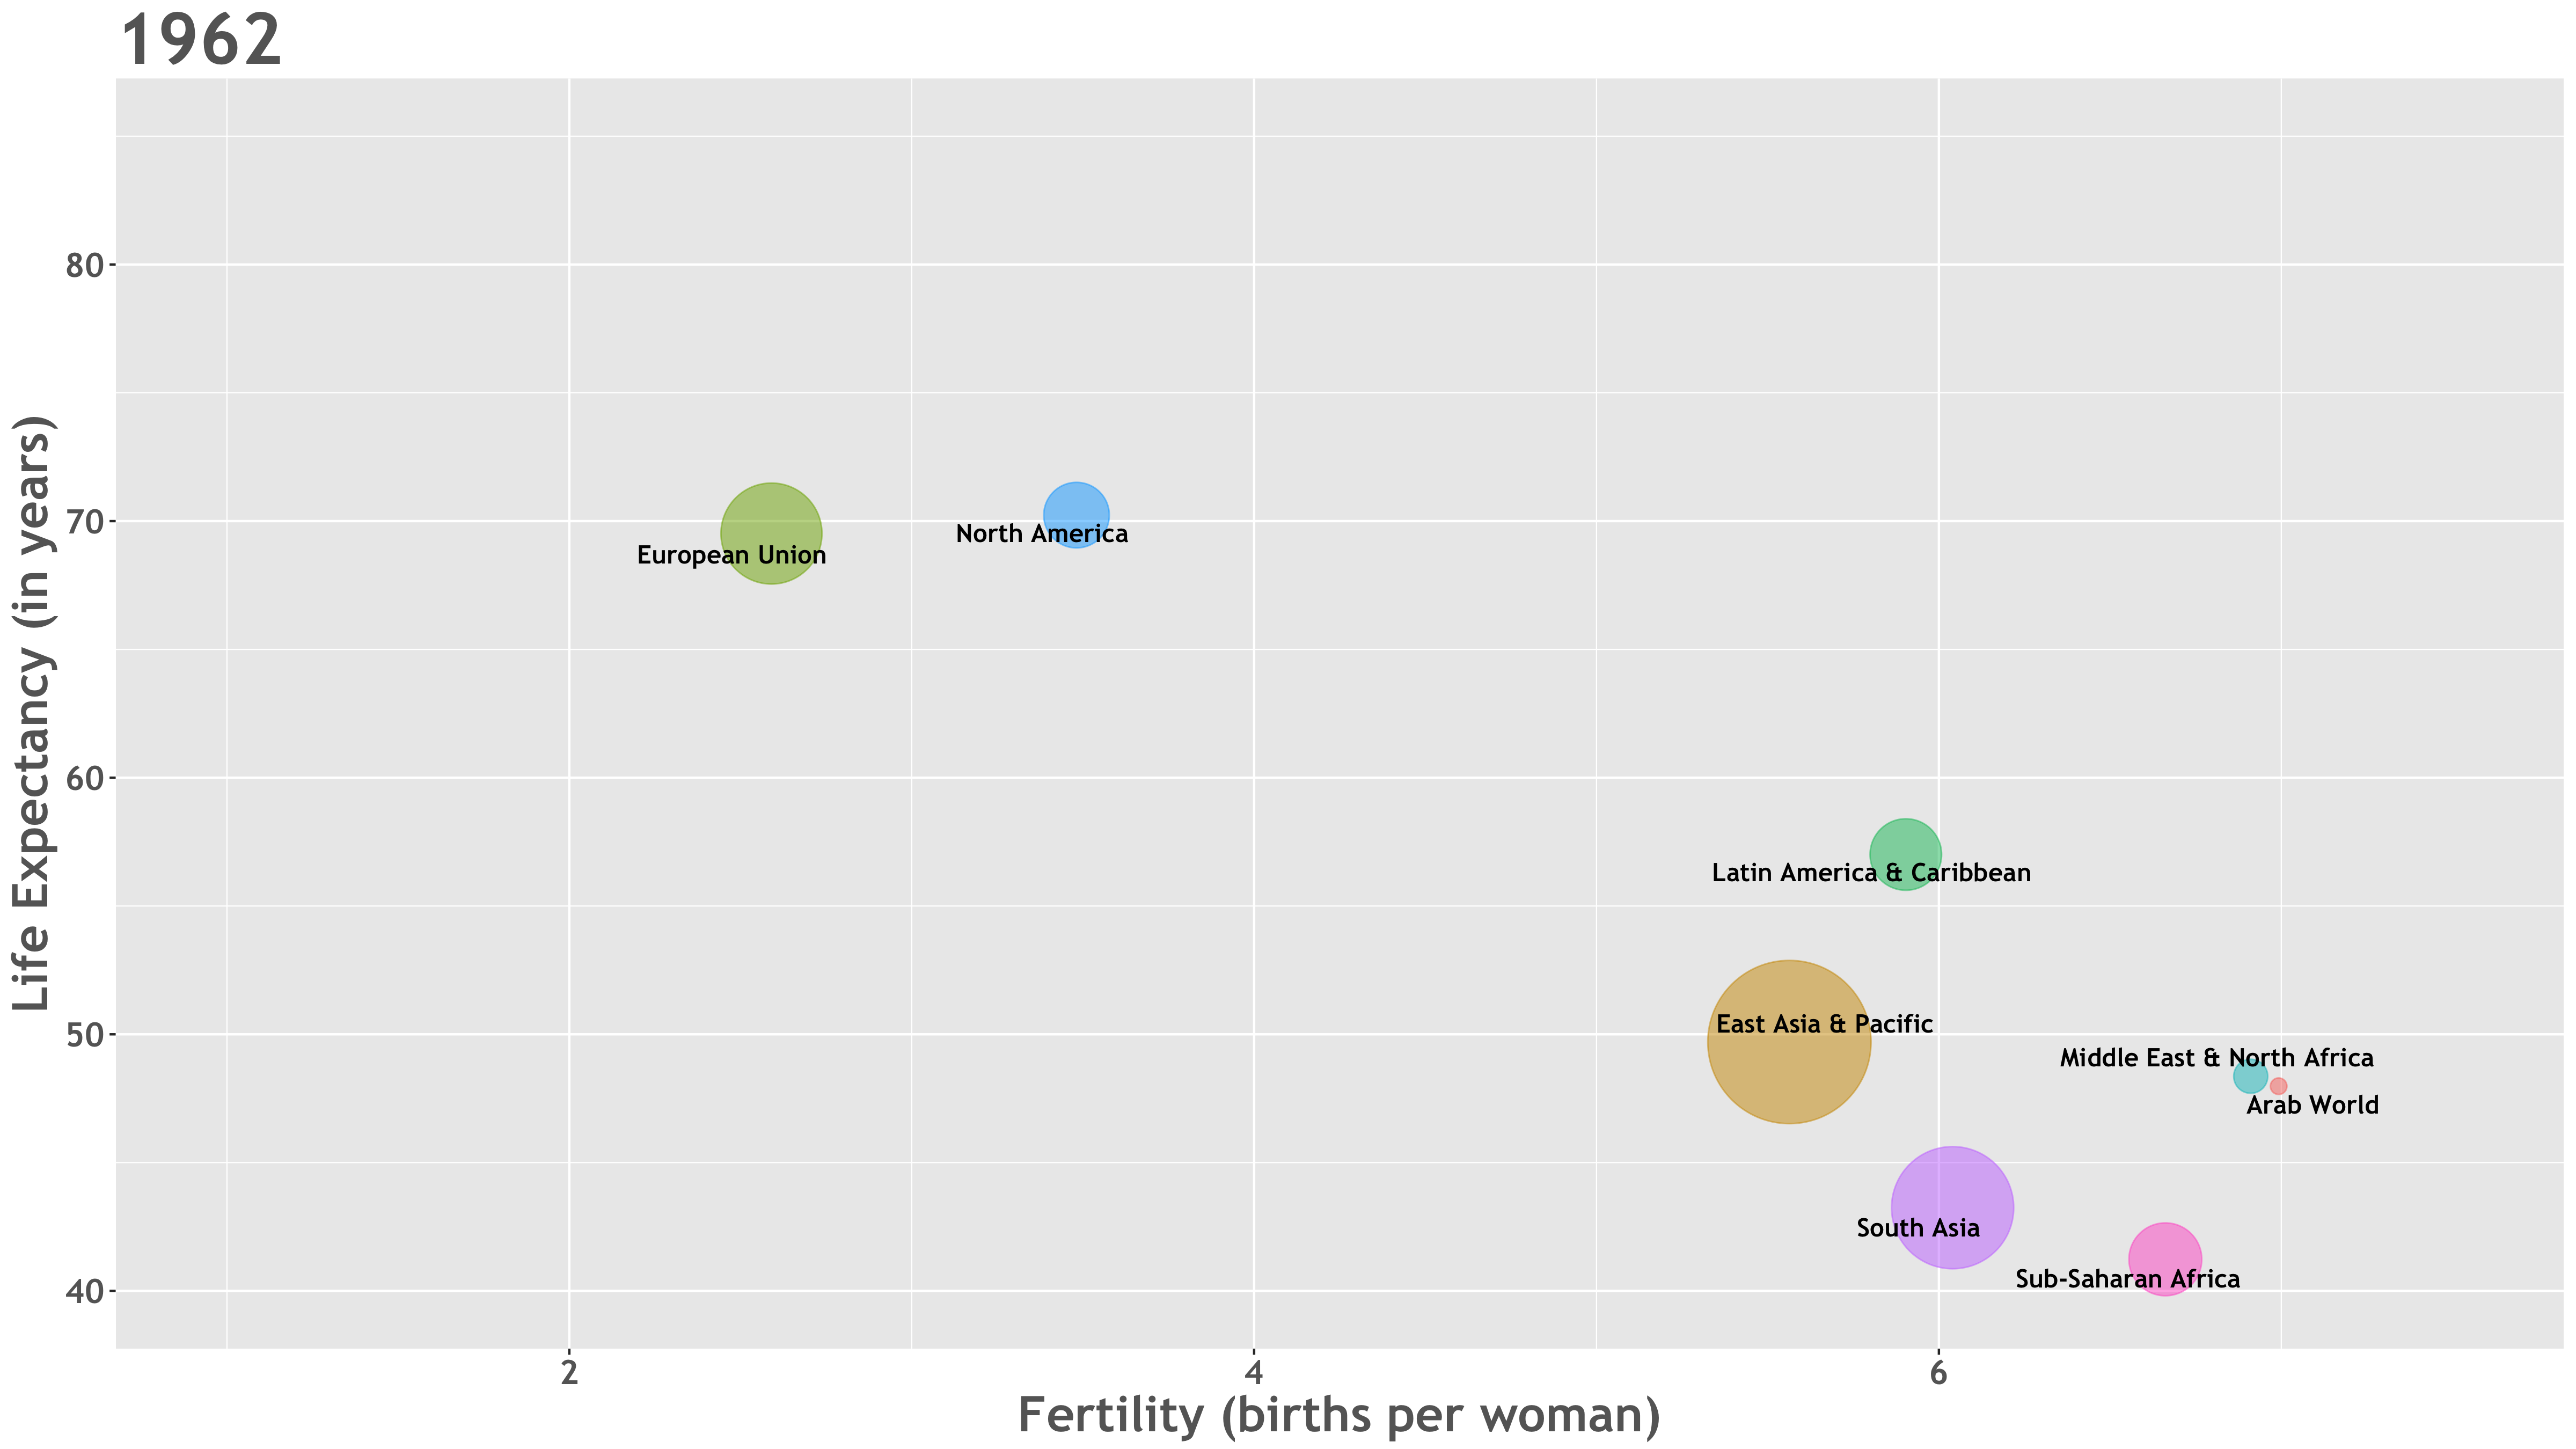 1962
Life Expectancy (in years)
80
70
60
50
40
European Union
North America
Latin America & Caribbean
East Asia & Pacific
Middle East & North Africa
Arab World
South Asia
Sub-Saharan Africa
2
4
6
Fertility (births per woman)